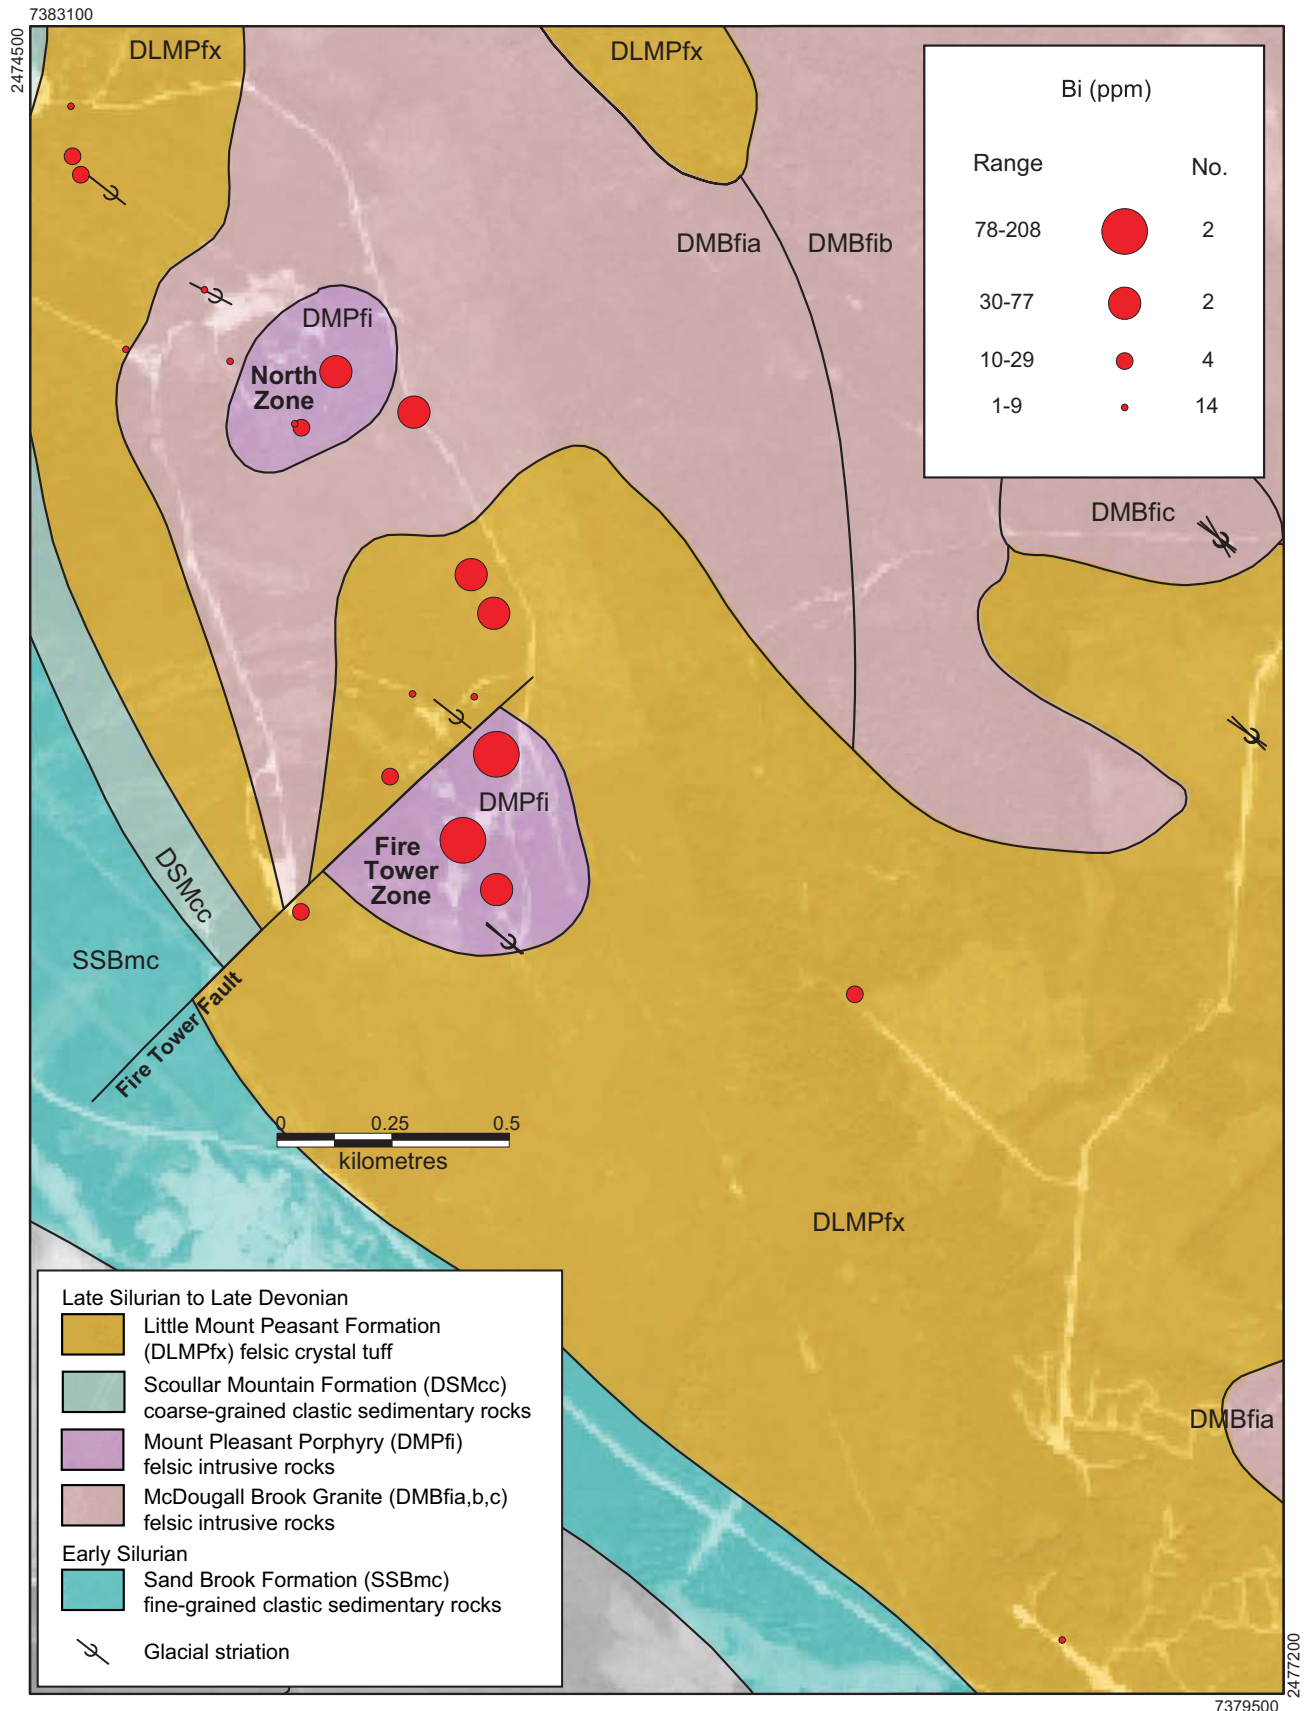 7383100
2474500
DLMPfx
DLMPfx
Bi (ppm)
Range
No.
78-208
2
30-77
2
10-29
4
1-9
14
DMBfia
DMBfib
DMPfi
North
Zone
DMBfic
DMPfi
Fire
Tower
Zone
DSMcc
SSBmc
Fire Tower Fault
0
0.25
0.5
kilometres
DLMPfx
DMBfia
Late Silurian to Late Devonian
Little Mount Peasant Formation
(DLMPfx) felsic crystal tuff
Scoullar Mountain Formation (DSMcc)
coarse-grained clastic sedimentary rocks
Mount Pleasant Porphyry (DMPfi)
felsic intrusive rocks
McDougall Brook Granite (DMBfia,b,c)
felsic intrusive rocks
Early Silurian
Sand Brook Formation (SSBmc)
fine-grained clastic sedimentary rocks
Glacial striation
2477200
7379500